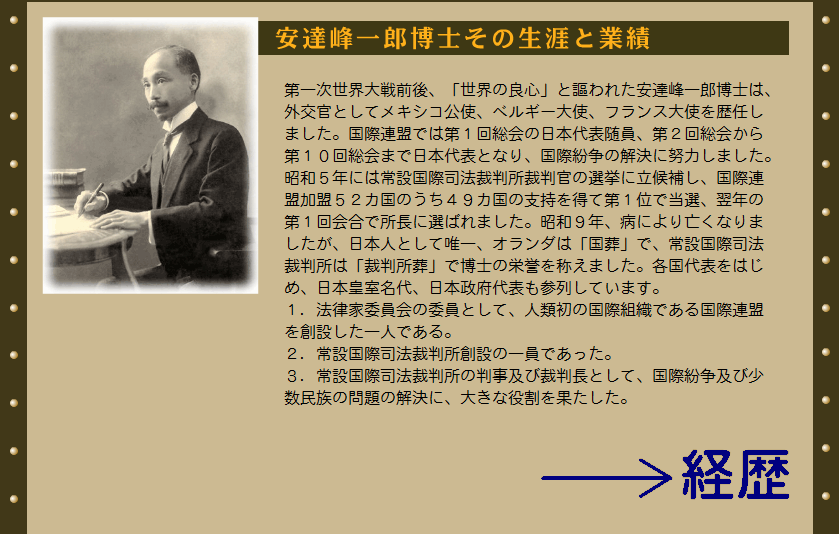 安達峰一郎博士その生涯と業績
第一次世界大戦前後、「世界の良心」と謳われた安達峰一郎博士は、
外交官としてメキシコ公使、ベルギー大使、フランス大使を歴任し
ました。国際連盟では第１回総会の日本代表随員、第２回総会から
第１０回総会まで日本代表となり、国際紛争の解決に努力しました。
昭和５年には常設国際司法裁判所裁判官の選挙に立候補し、国際連
盟加盟５２カ国のうち４９カ国の支持を得て第１位で当選、翌年の
第１回会合で所長に選ばれました。昭和９年、病により亡くなりま
したが、日本人として唯一、オランダは「国葬」で、常設国際司法
裁判所は「裁判所葬」で博士の栄誉を称えました。各国代表をはじ
め、日本皇室名代、日本政府代表も参列しています。
１．法律家委員会の委員として、人類初の国際組織である国際連盟
を創設した一人である。
２．常設国際司法裁判所創設の一員であった。
３．常設国際司法裁判所の判事及び裁判長として、国際紛争及び少
数民族の問題の解決に、大きな役割を果たした。
経歴